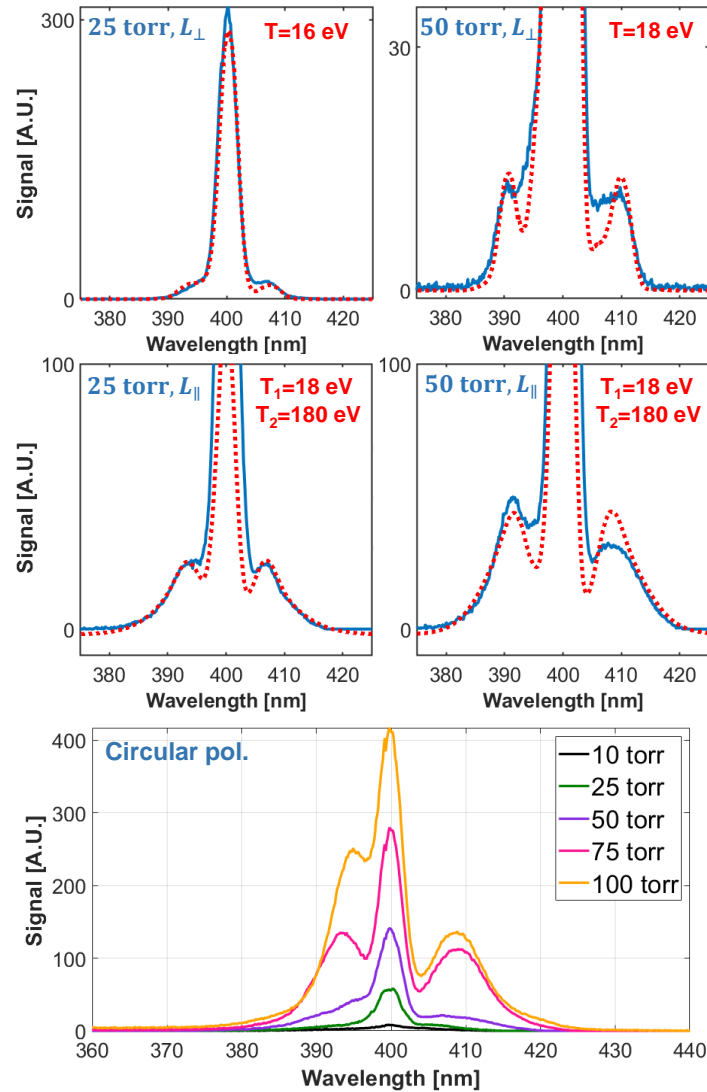 25 torr, L⊥ T=16 eV
300
0
Signal [A.U.]
380 390 400 410 420
Wavelength [nm]
50 torr, L⊥ T=18 eV
30
0
Signal [A.U.]
380 390 400 410 420
Wavelength [nm]
25 torr, L∥ T₁=18 eV
T₂=180 eV
100
0
Signal [A.U.]
380 390 400 410 420
Wavelength [nm]
50 torr, L∥ T₁=18 eV
T₂=180 eV
100
0
Signal [A.U.]
380 390 400 410 420
Wavelength [nm]
Circular pol.
10 torr
25 torr
50 torr
75 torr
100 torr
400
300
200
100
0
Signal [A.U.]
360 370 380 390 400 410 420 430 440
Wavelength [nm]